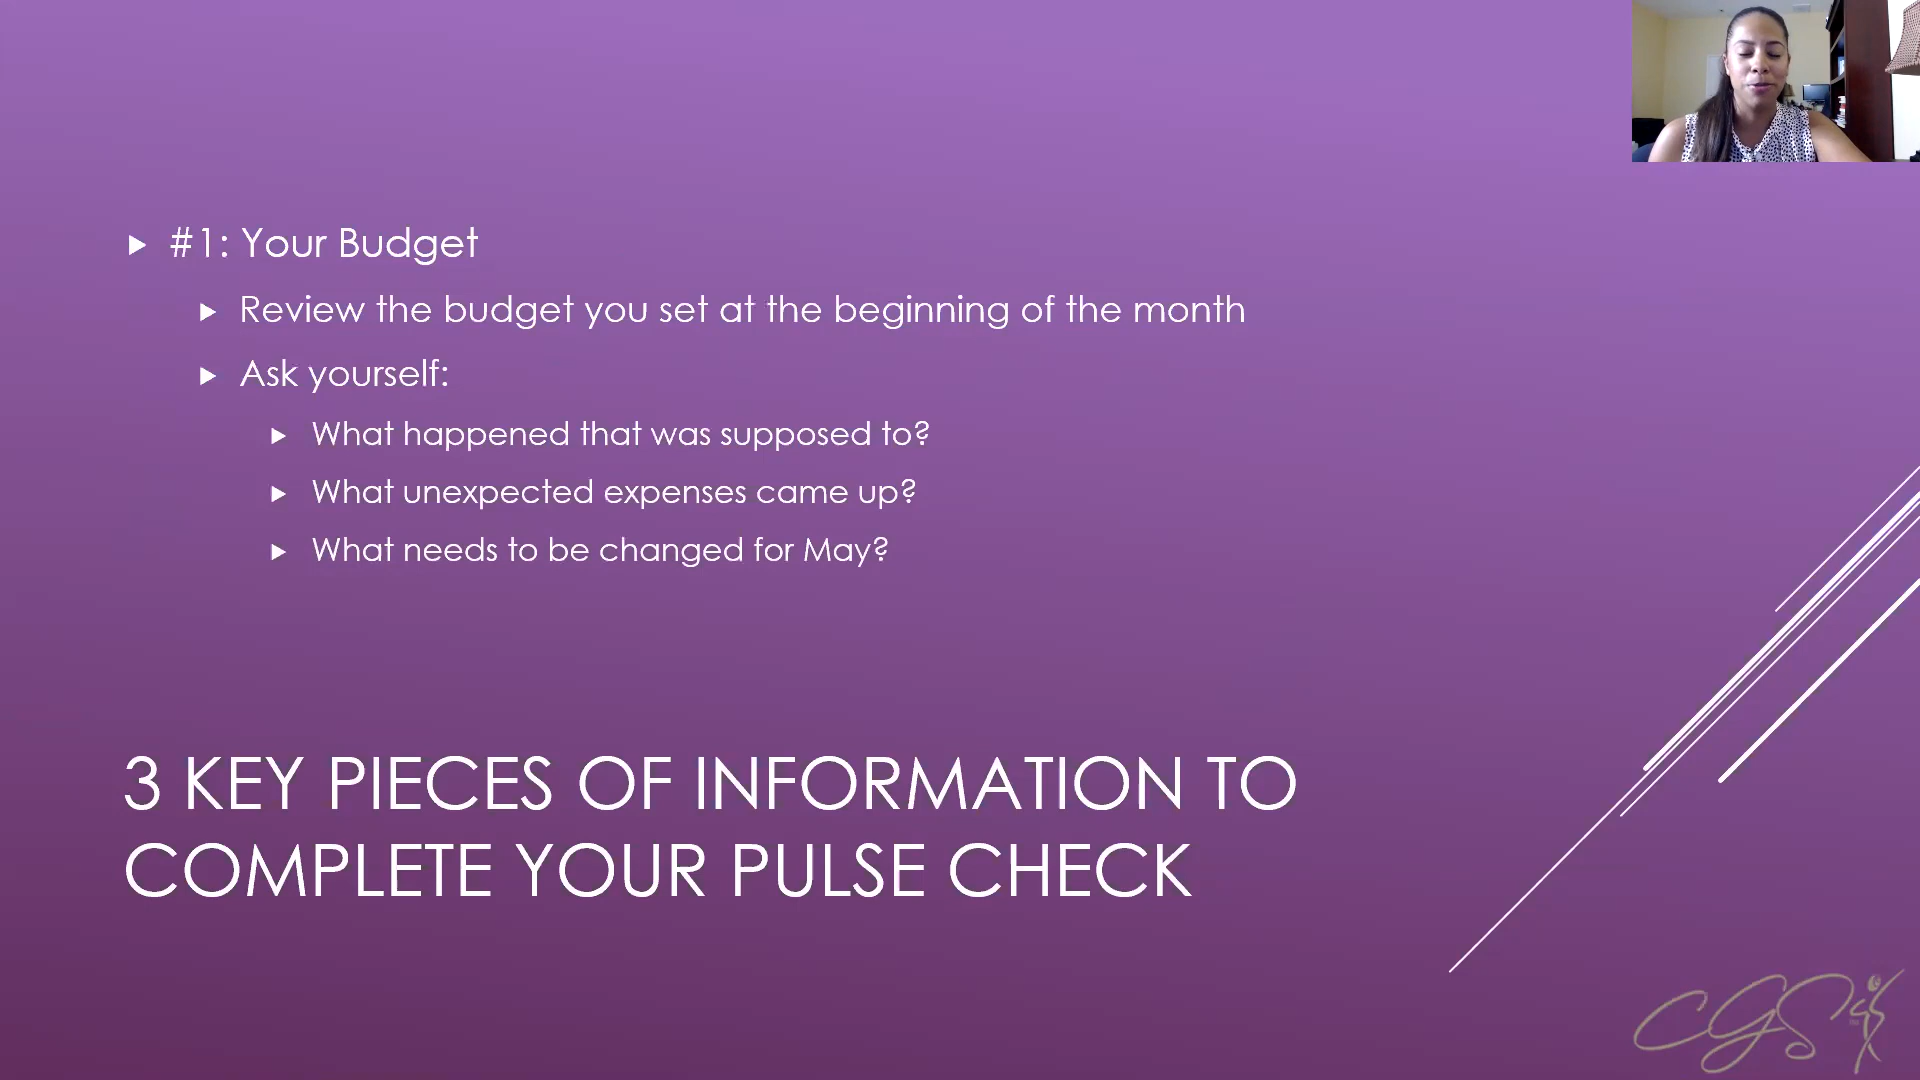 #1: Your Budget
Review the budget you set at the beginning of the month
Ask yourself:
What happened that was supposed to?
What unexpected expenses came up?
What needs to be changed for May?
3 KEY PIECES OF INFORMATION TO
COMPLETE YOUR PULSE CHECK
CGS